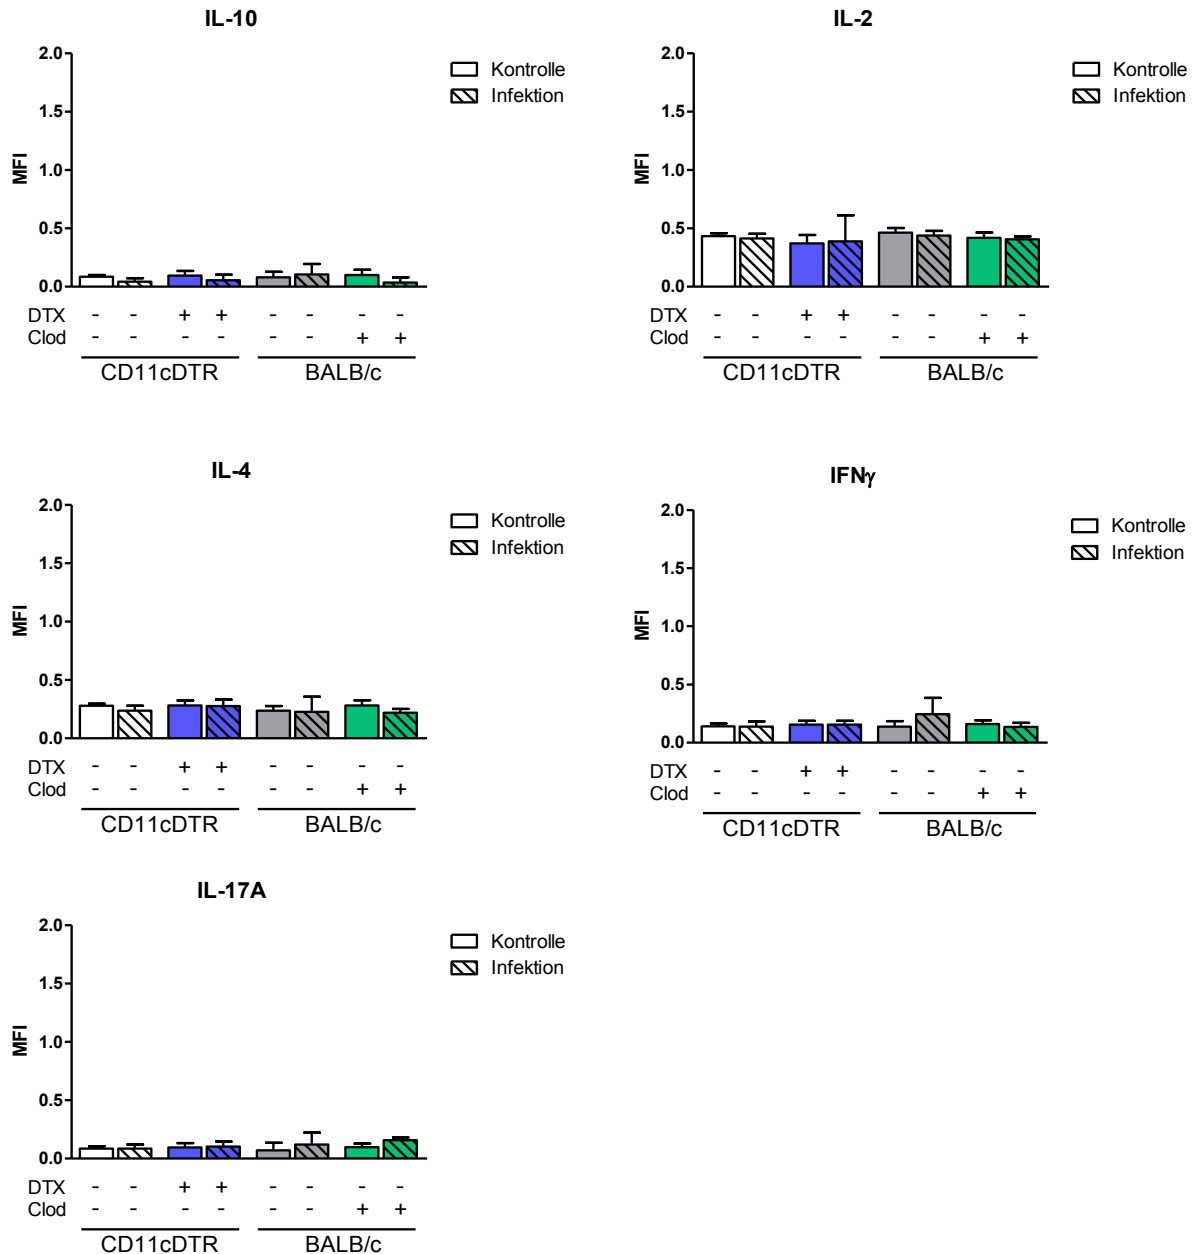 IL-10
2.0
1.5
1.0
0.5
0.0
MFI
Kontrolle
Infektion
DTX - - + + - - - -
Clod - - - - - - + +
CD11cDTR BALB/c
IL-2
2.0
1.5
1.0
0.5
0.0
MFI
Kontrolle
Infektion
DTX - - + + - - - -
Clod - - - - - - + +
CD11cDTR BALB/c
IL-4
2.0
1.5
1.0
0.5
0.0
MFI
Kontrolle
Infektion
DTX - - + + - - - -
Clod - - - - - - + +
CD11cDTR BALB/c
IFNγ
2.0
1.5
1.0
0.5
0.0
MFI
Kontrolle
Infektion
DTX - - + + - - - -
Clod - - - - - - + +
CD11cDTR BALB/c
IL-17A
2.0
1.5
1.0
0.5
0.0
MFI
Kontrolle
Infektion
DTX - - + + - - - -
Clod - - - - - - + +
CD11cDTR BALB/c